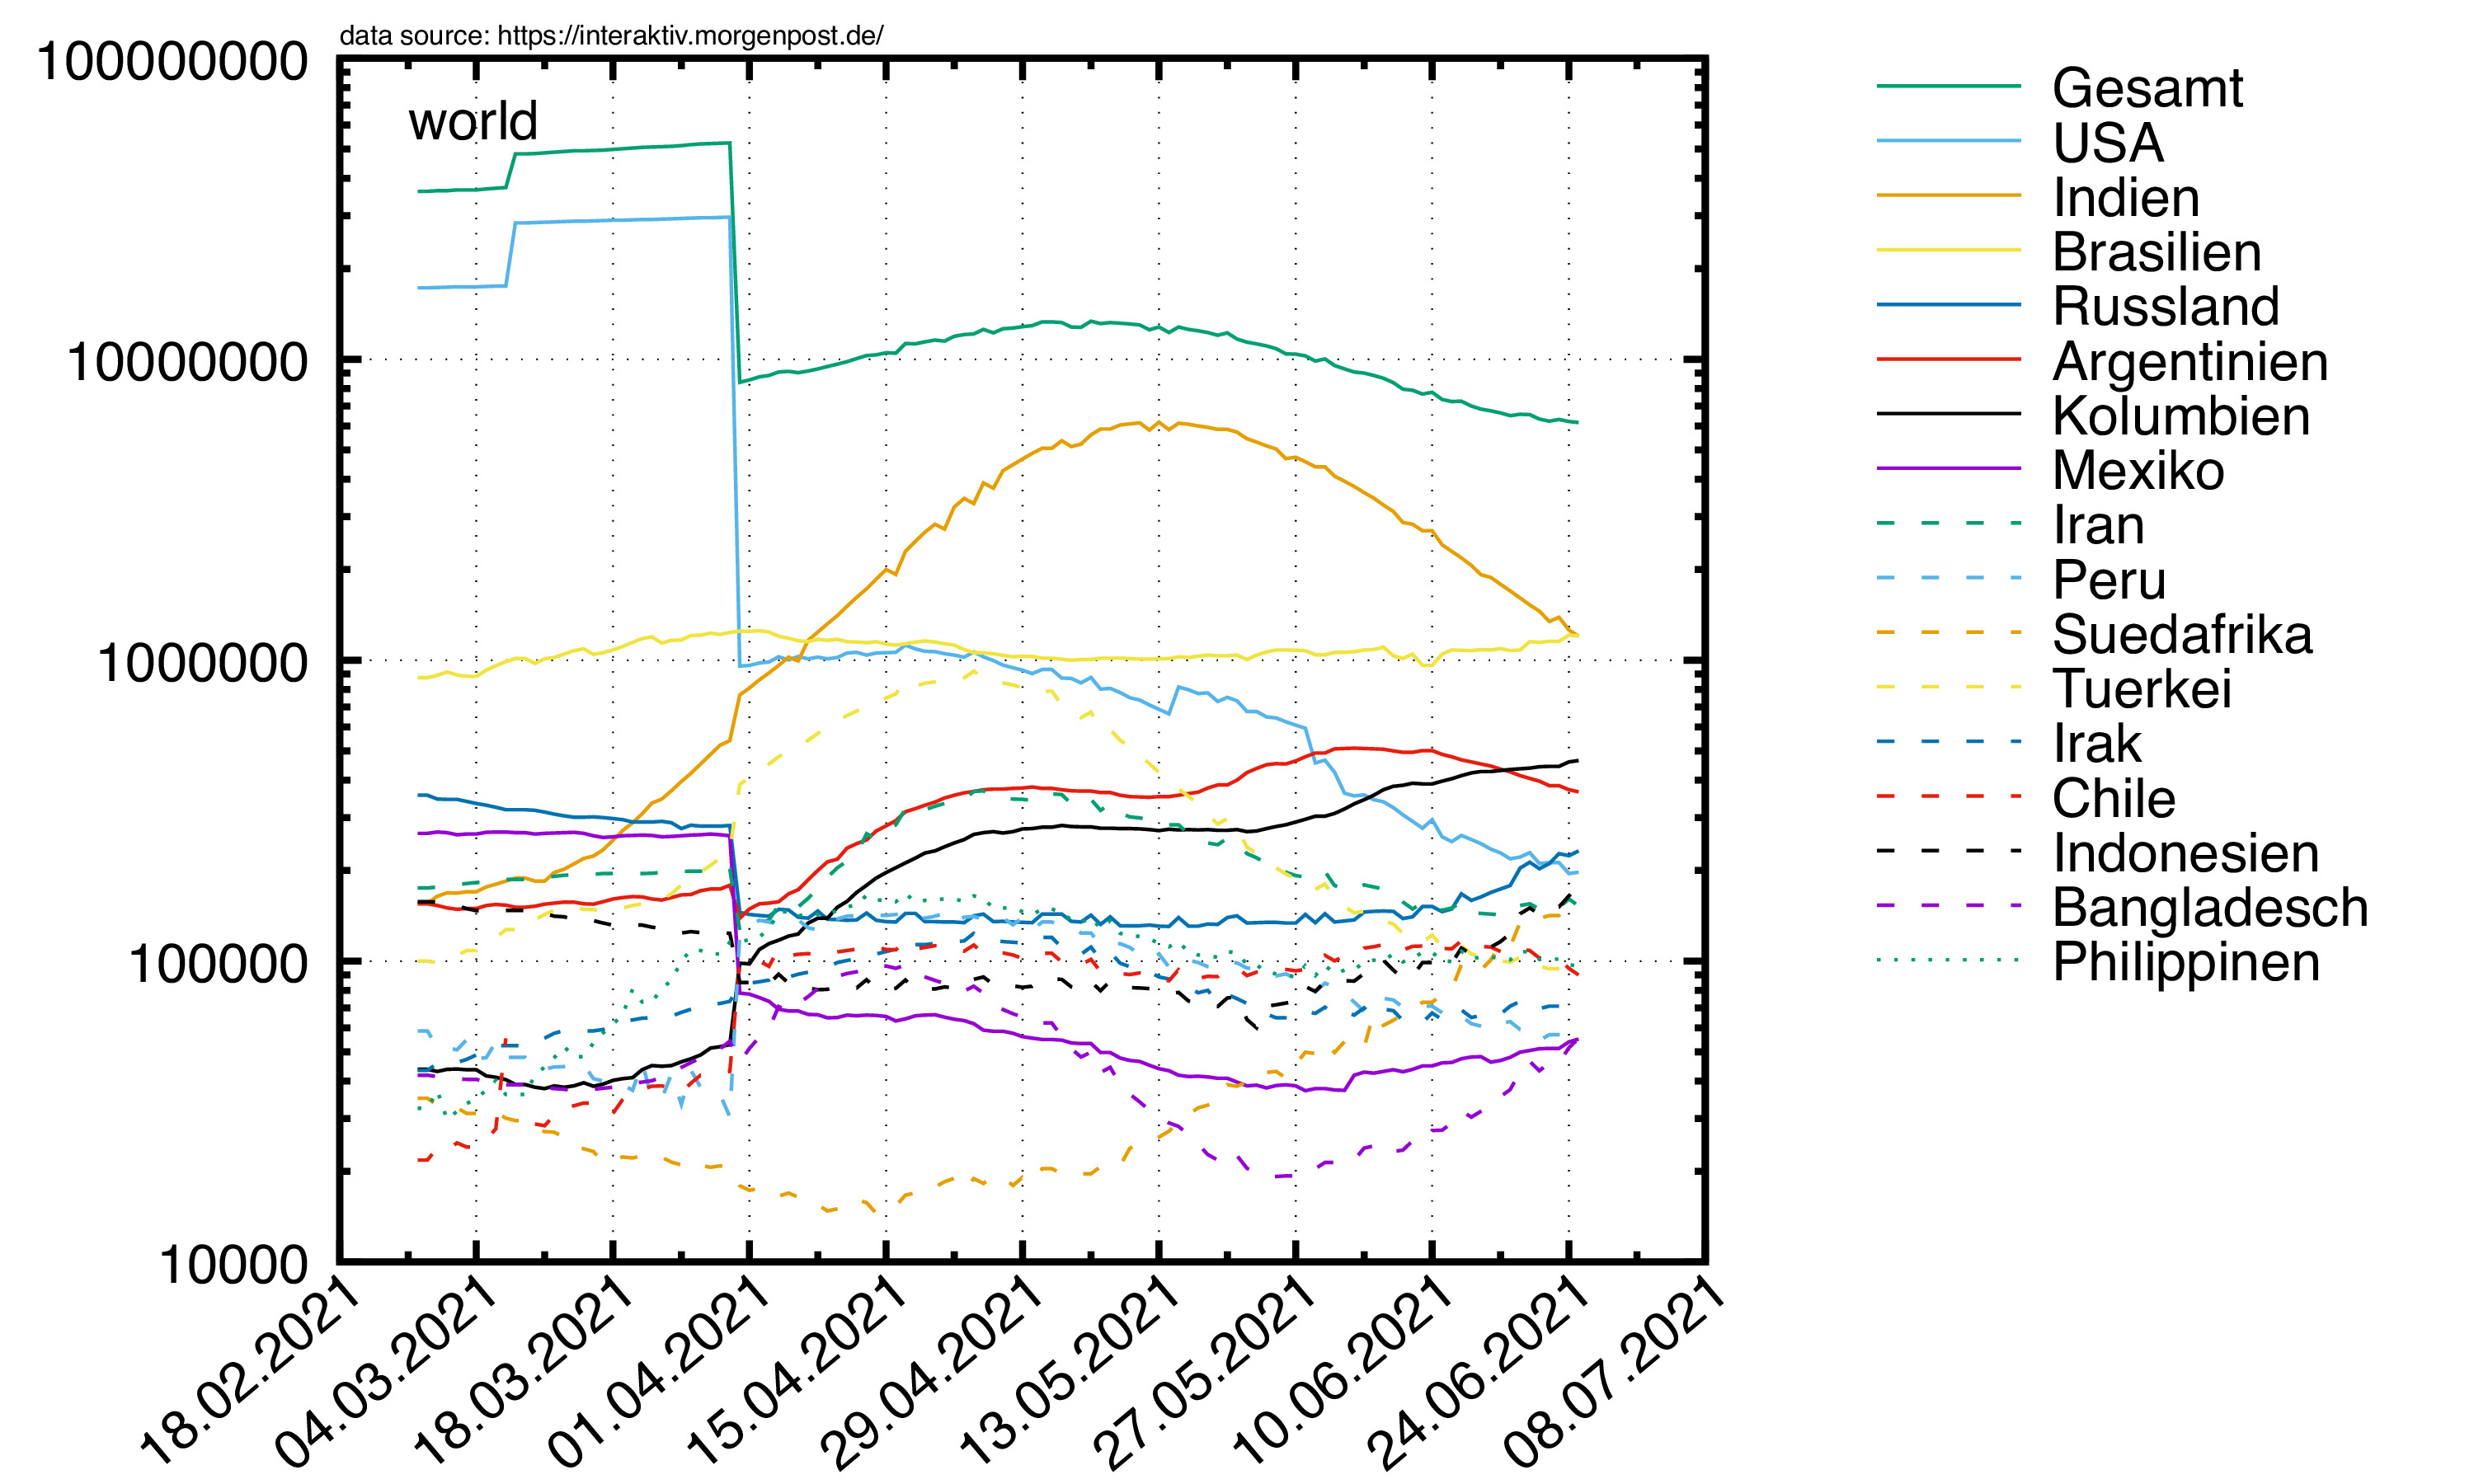 data source: https://interaktiv.morgenpost.de/
100000000
world
10000000
1000000
100000
10000
18.02.2021
04.03.2021
18.03.2021
01.04.2021
15.04.2021
29.04.2021
13.05.2021
27.05.2021
10.06.2021
24.06.2021
08.07.2021
Gesamt
USA
Indien
Brasilien
Russland
Argentinien
Kolumbien
Mexiko
Iran
Peru
Suedafrika
Tuerkei
Irak
Chile
Indonesien
Bangladesch
Philippinen